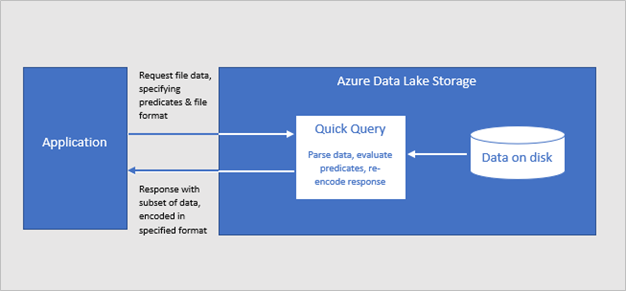 Request file data,
specifying
predicates & file
format
Azure Data Lake Storage
Application
Quick Query
Parse data, evaluate
predicates, re-
encode response
Data on disk
Response with
subset of data,
encoded in
specified format